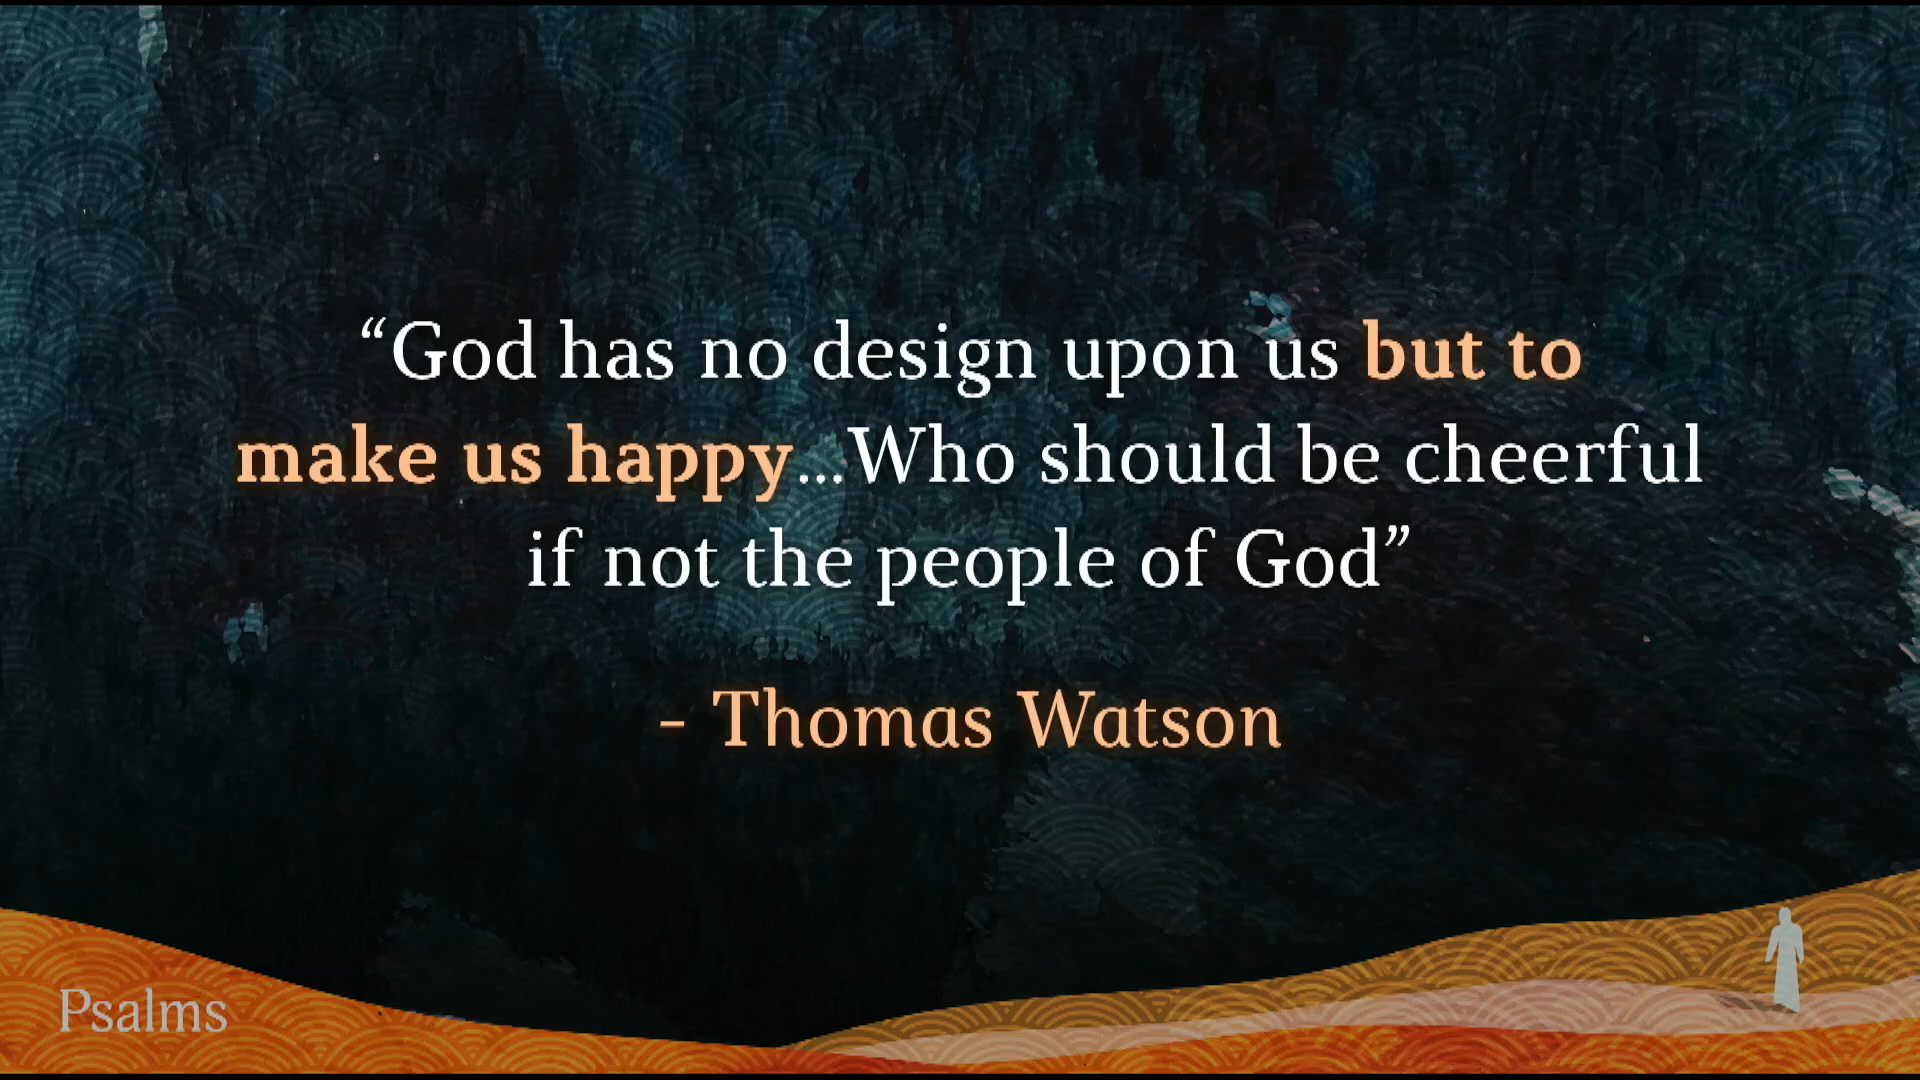 “God has no design upon us but to
make us happy...Who should be cheerful
if not the people of God”
- Thomas Watson
Psalms